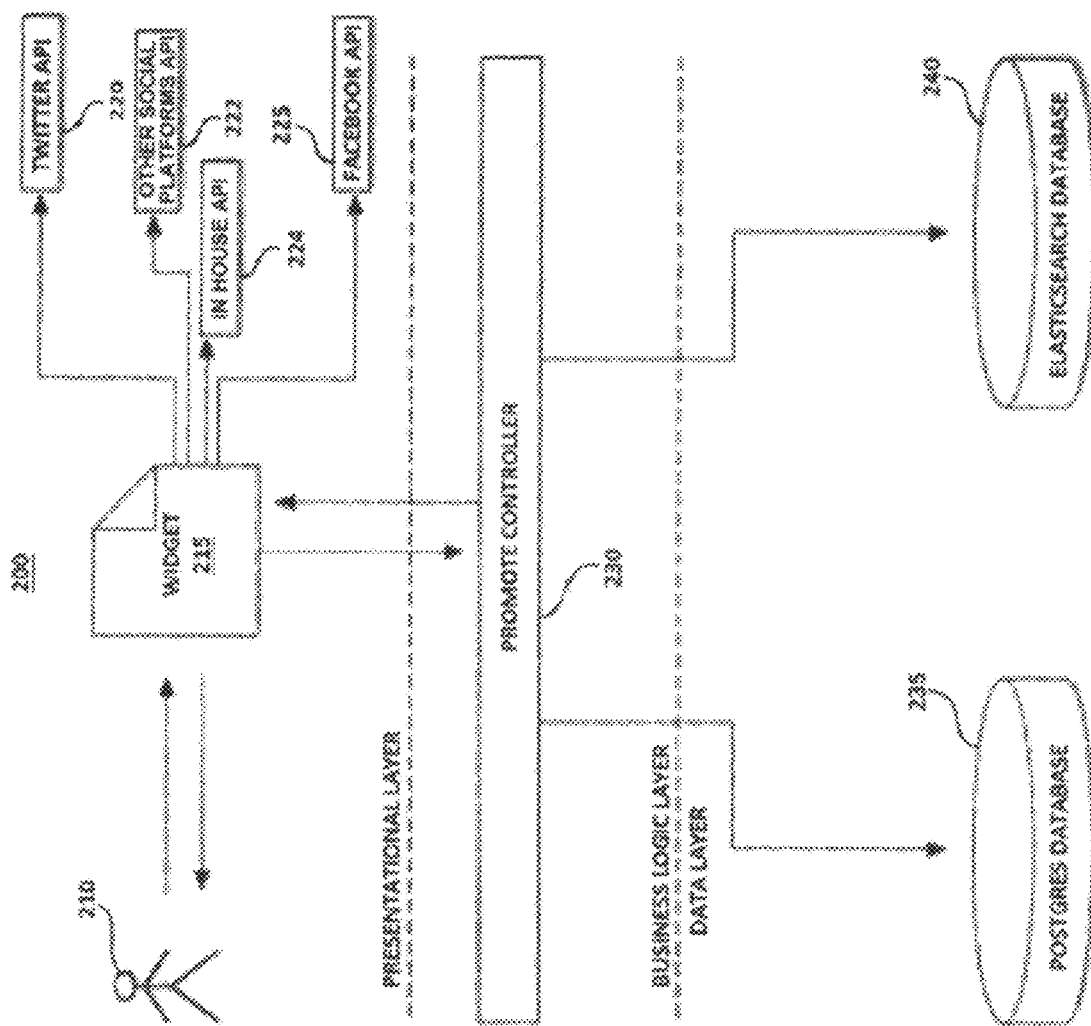 200
210
WIDGET
215
TWITTER API
220
OTHER SOCIAL
PLATFORMS API
222
IN HOUSE API
224
225
FACEBOOK API
PRESENTATIONAL LAYER
PROMOTE CONTROLLER
230
BUSINESS LOGIC LAYER
DATA LAYER
235
POSTGRES DATABASE
240
ELASTICSEARCH DATABASE